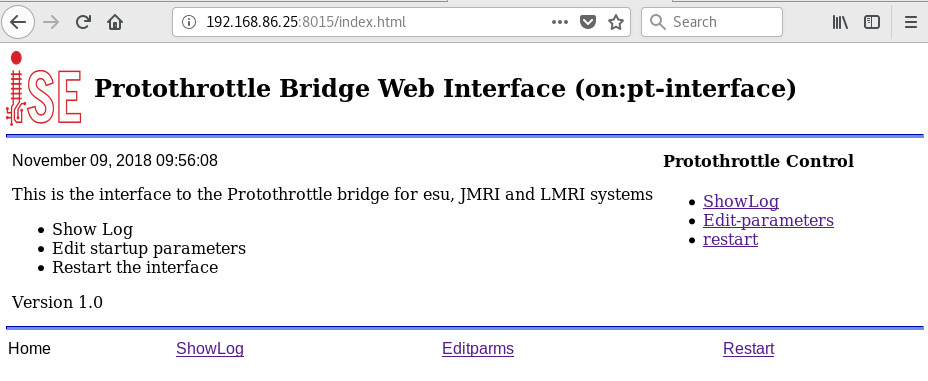 192.168.86.25:8015/index.html
Search
iSE
Protothrottle Bridge Web Interface (on:pt-interface)
November 09, 2018 09:56:08
This is the interface to the Protothrottle bridge for esu, JMRI and LMRI systems
Show Log
Edit startup parameters
Restart the interface
Version 1.0
Protothrottle Control
ShowLog
Edit-parameters
restart
Home ShowLog Editparms Restart